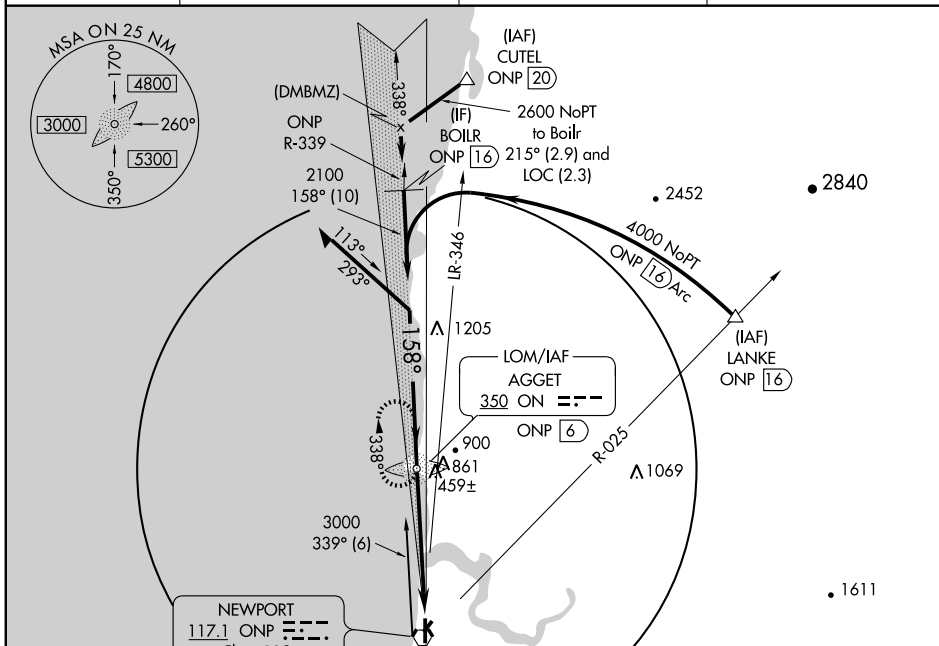 MSA ON 25 NM
170°
4800
3000
260°
5300
350°
(IAF)
CUTEL
ONP 20
(DMBMZ)
338°
2600 NoPT
to Boilr
215° (2.9) and
LOC (2.3)
(IF)
BOILR
ONP 16
ONP
R-339
2100
158° (10)
2452
2840
113°
293°
LR-346
4000 NoPT
ONP 16 Arc
(IAF)
LANKE
ONP 16
158°
1205
LOM/IAF
AGGET
350 ON
ONP 6
R-025
338°
900
861
459±
1069
3000
339° (6)
1611
NEWPORT
117.1 ONP